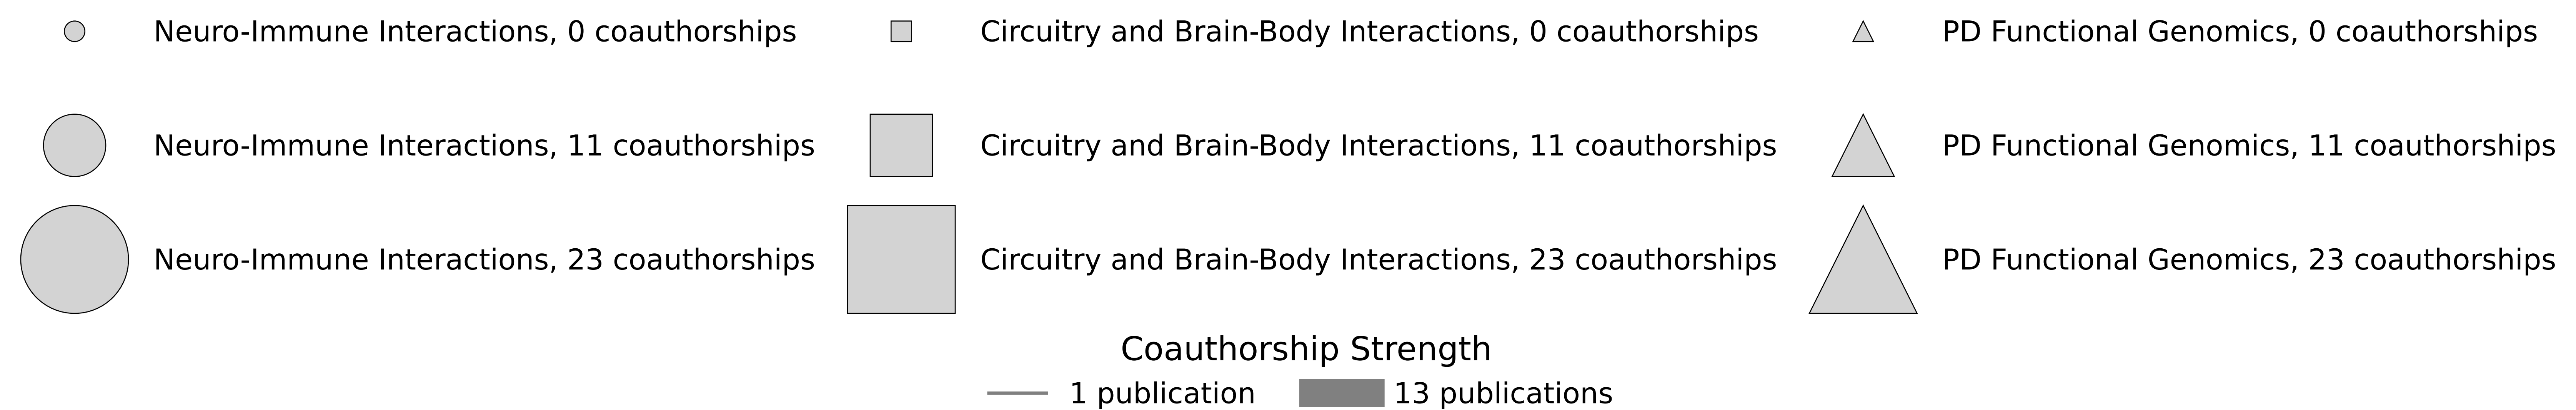 Neuro-Immune Interactions, 0 coauthorships
Circuitry and Brain-Body Interactions, 0 coauthorships
PD Functional Genomics, 0 coauthorships
Neuro-Immune Interactions, 11 coauthorships
Circuitry and Brain-Body Interactions, 11 coauthorships
PD Functional Genomics, 11 coauthorships
Neuro-Immune Interactions, 23 coauthorships
Circuitry and Brain-Body Interactions, 23 coauthorships
PD Functional Genomics, 23 coauthorships
Coauthorship Strength
1 publication
13 publications